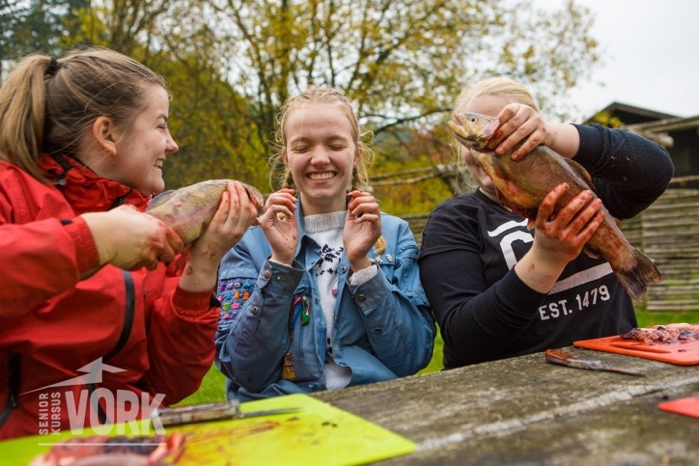 C
EST. 1479
SENIOR
KURSUS
VORK